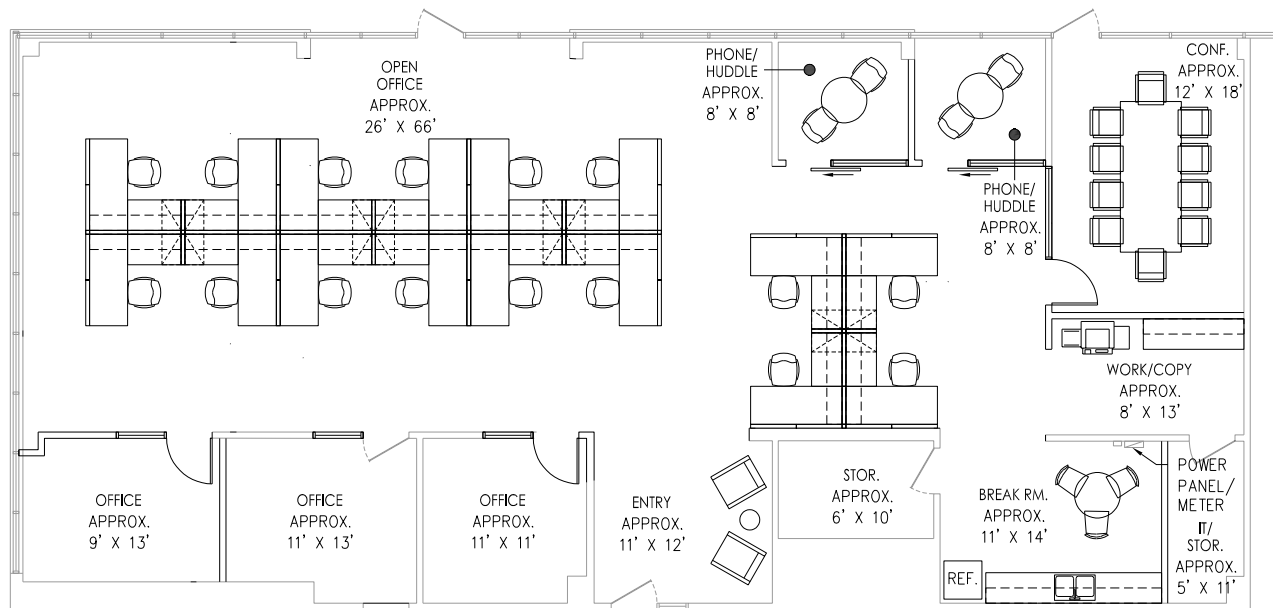 OPEN
OFFICE
APPROX.
26' X 66'
PHONE/
HUDDLE
APPROX.
8' X 8'
PHONE/
HUDDLE
APPROX.
8' X 8'
CONF.
APPROX.
12' X 18'
WORK/COPY
APPROX.
8' X 13'
OFFICE
APPROX.
9' X 13'
OFFICE
APPROX.
11' X 13'
OFFICE
APPROX.
11' X 11'
ENTRY
APPROX.
11' X 12'
STOR.
APPROX.
6' X 10'
BREAK RM.
APPROX.
11' X 14'
REF.
POWER
PANEL/
METER
IT/
STOR.
APPROX.
5' X 11'